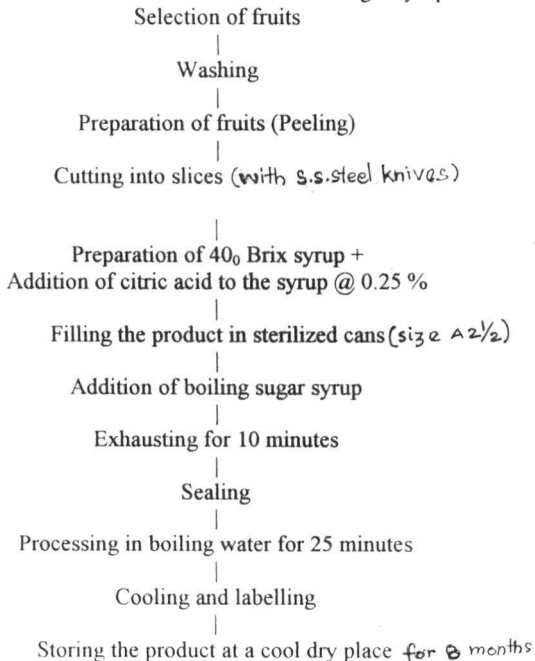 Selection of fruits
|
Washing
|
Preparation of fruits (Peeling)
|
Cutting into slices (with s.s.steel knives)
|
Preparation of 40₀ Brix syrup +
Addition of citric acid to the syrup @ 0.25 %
|
Filling the product in sterilized cans (size A2½)
|
Addition of boiling sugar syrup
|
Exhausting for 10 minutes
|
Sealing
|
Processing in boiling water for 25 minutes
|
Cooling and labelling
|
Storing the product at a cool dry place for 8 months